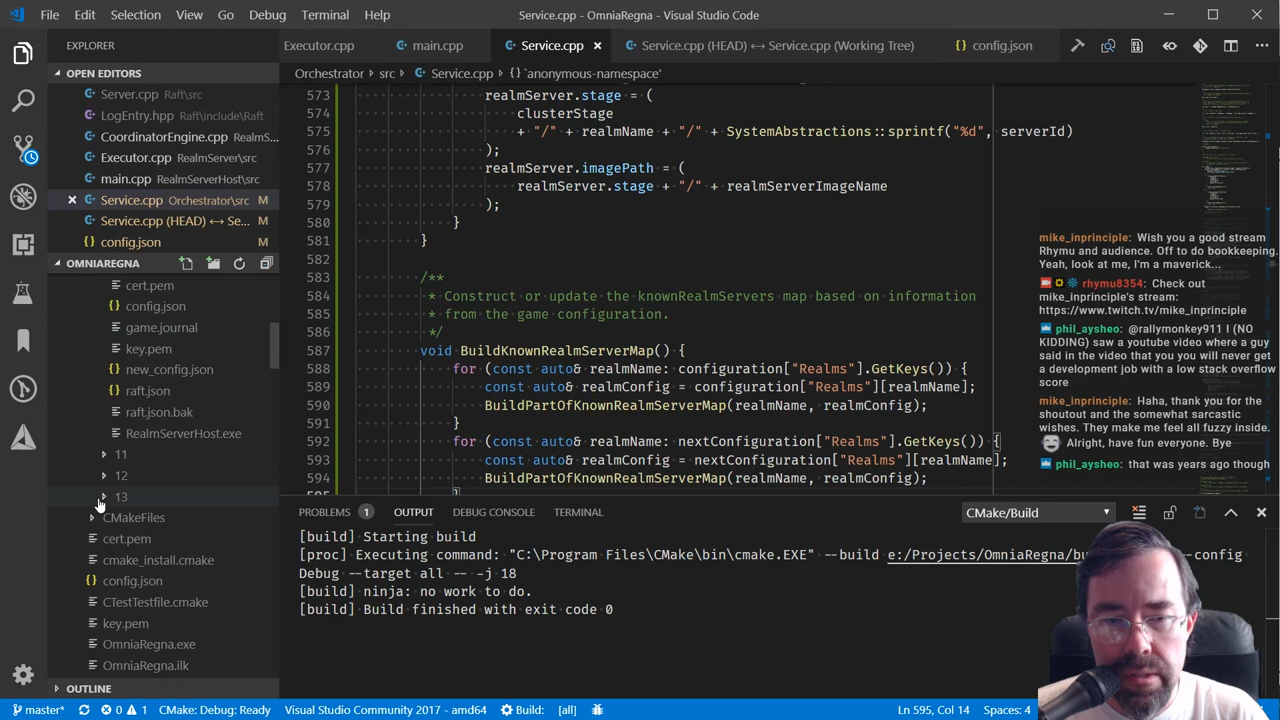 File Edit Selection View Go Debug Terminal Help Service.cpp - OmniaRegna - Visual Studio Code
EXPLORER
Executor.cpp main.cpp Service.cpp Service.cpp (HEAD) ↔ Service.cpp (Working Tree) config.json
OPEN EDITORS
Server.cpp Raft\src
LogEntry.hpp Raft\include\Raft
CoordinatorEngine.cpp RealmS...
Executor.cpp RealmServer\src
main.cpp RealmServerHost\src
Service.cpp Orchestrator\src M
Service.cpp (HEAD) ↔ Se... M
config.json M
OMNIAREGNA
cert.pem
config.json
game.journal
key.pem
new_config.json
raft.json
raft.json.bak
RealmServerHost.exe
11
12
13
CMakeFiles
cert.pem
cmake_install.cmake
config.json
CTestTestfile.cmake
key.pem
OmniaRegna.exe
OmniaRegna.ilk
OUTLINE
Orchestrator › src › Service.cpp › {} `anonymous-namespace'
573 realmServer.stage = (
574 clusterStage
575 + "/" + realmName + "/" + SystemAbstractions::sprintf("%d", serverId)
576 );
577 realmServer.imagePath = (
578 realmServer.stage + "/" + realmServerImageName
579 );
580 }
581 }
582
583 /**
584 * Construct or update the knownRealmServers map based on information
585 * from the game configuration.
586 */
587 void BuildKnownRealmServerMap() {
588 for (const auto& realmName: configuration["Realms"].GetKeys()) {
589 const auto& realmConfig = configuration["Realms"][realmName];
590 BuildPartOfKnownRealmServerMap(realmName, realmConfig);
591 }
592 for (const auto& realmName: nextConfiguration["Realms"].GetKeys()) {
593 const auto& realmConfig = nextConfiguration["Realms"][realmName];
594 BuildPartOfKnownRealmServerMap(realmName, realmConfig);
595 }
mike_inprinciple: Wish you a good stream
Rhymu and audience. Off to do bookkeeping.
Yeah, look at me, I'm a maverick...
rhymu8354: Check out
mike_inprinciple's stream:
https://www.twitch.tv/mike_inprinciple
phil_aysheo: @rallymonkey911 I (NO
KIDDING) saw a youtube video where a guy
said in the video that you you will never get
a development job with a low stack overflow
score
mike_inprinciple: Haha, thank you for the
shoutout and the somewhat sarcastic
wishes. They make me feel all fuzzy inside.
Alright, have fun everyone. Bye
phil_aysheo: that was years ago though
PROBLEMS 1 OUTPUT DEBUG CONSOLE TERMINAL CMake/Build
[build] Starting build
[proc] Executing command: "C:\Program Files\CMake\bin\cmake.EXE" --build e:/Projects/OmniaRegna/bu --config
Debug --target all -- -j 18
[build] ninja: no work to do.
[build] Build finished with exit code 0
master* 0 1 CMake: Debug: Ready Visual Studio Community 2017 - amd64 Build: [all] Ln 595, Col 14 Spaces: 4